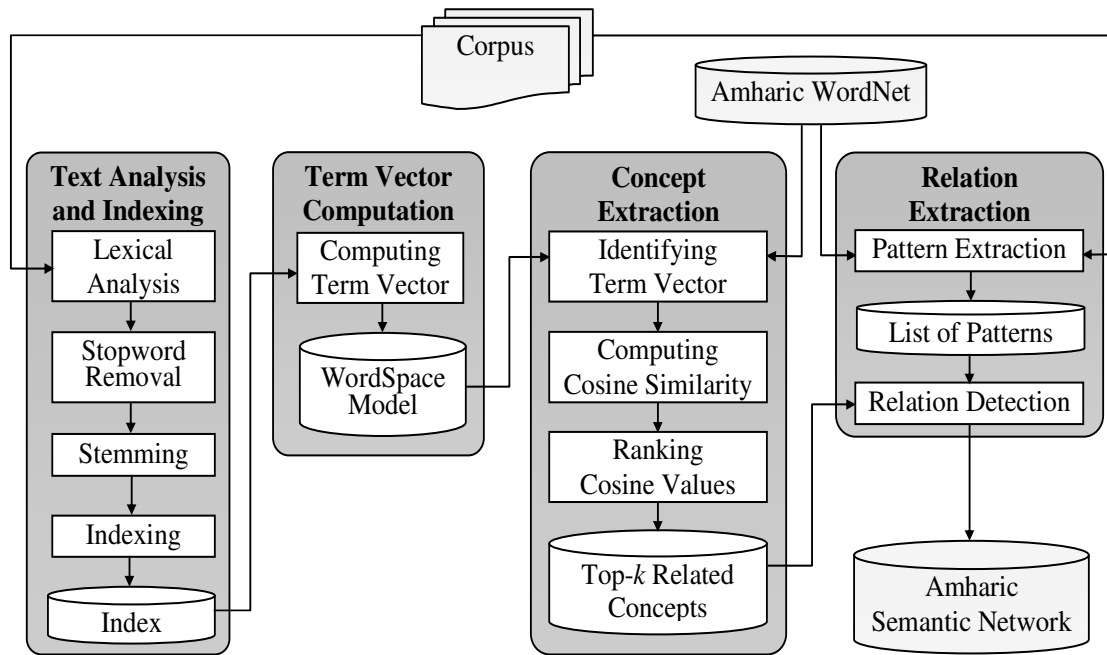 Corpus
Amharic WordNet
Text Analysis
and Indexing
Lexical
Analysis
Stopword
Removal
Stemming
Indexing
Index
Term Vector
Computation
Computing
Term Vector
WordSpace
Model
Concept
Extraction
Identifying
Term Vector
Computing
Cosine Similarity
Ranking
Cosine Values
Top-k Related
Concepts
Relation
Extraction
Pattern Extraction
List of Patterns
Relation Detection
Amharic
Semantic Network